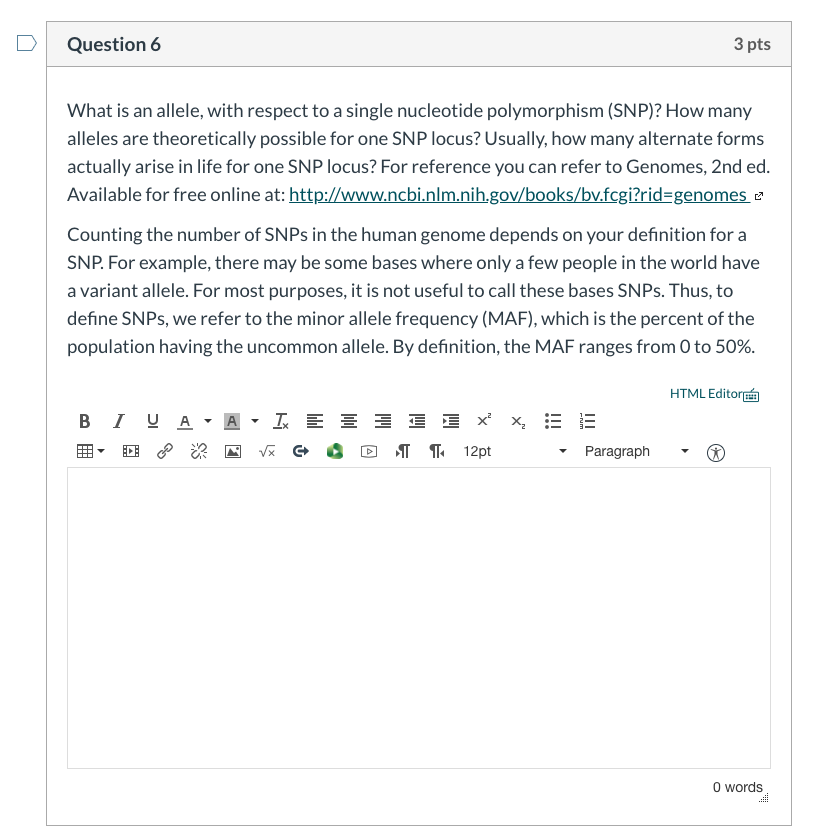 Question 6
3 pts
What is an allele, with respect to a single nucleotide polymorphism (SNP)? How many
alleles are theoretically possible for one SNP locus? Usually, how many alternate forms
actually arise in life for one SNP locus? For reference you can refer to Genomes, 2nd ed.
Available for free online at: http://www.ncbi.nlm.nih.gov/books/bv.fcgi?rid=genomes
Counting the number of SNPs in the human genome depends on your definition for a
SNP. For example, there may be some bases where only a few people in the world have
a variant allele. For most purposes, it is not useful to call these bases SNPs. Thus, to
define SNPs, we refer to the minor allele frequency (MAF), which is the percent of the
population having the uncommon allele. By definition, the MAF ranges from 0 to 50%.
HTML Editor
B I U A A Ix x² x₂
√x 12pt Paragraph
0 words